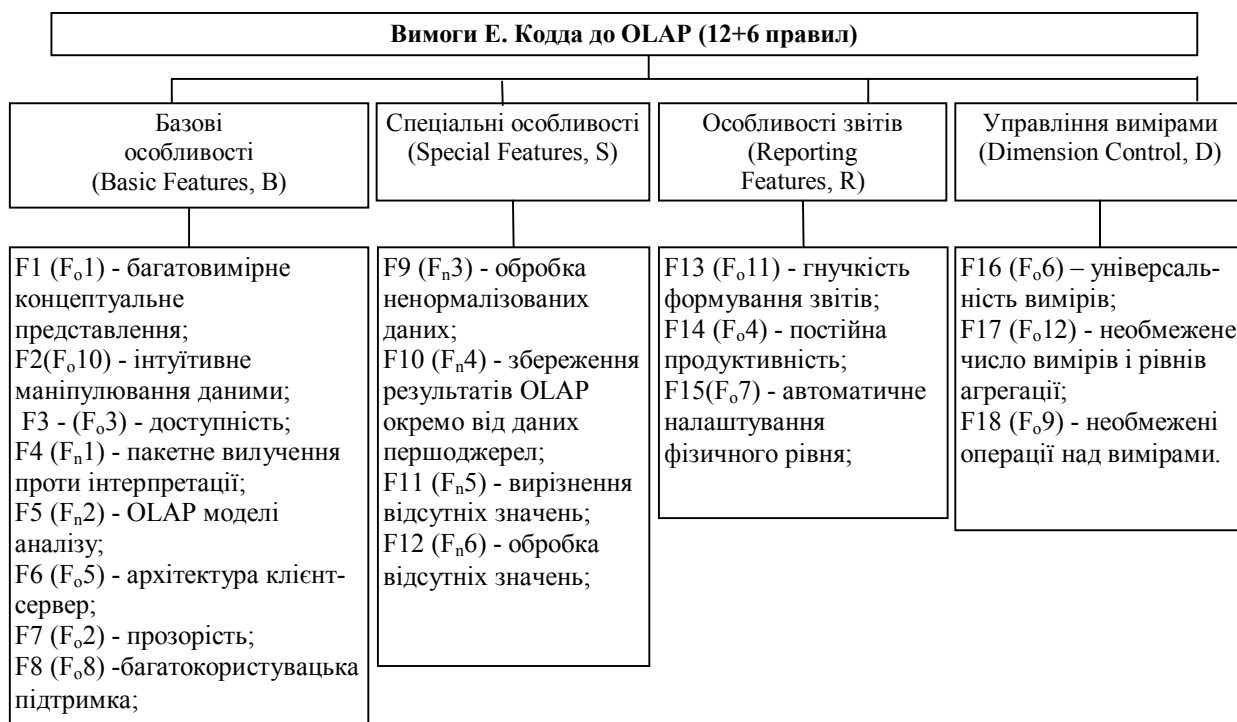 Вимоги Е. Кодда до OLAP (12+6 правил)
Базові
особливості
(Basic Features, B)
Спеціальні особливості
(Special Features, S)
Особливості звітів
(Reporting
Features, R)
Управління вимірами
(Dimension Control, D)
F1 (Fo1) - багатовимірне
концептуальне
представлення;
F2(Fo10) - інтуїтивне
маніпулювання даними;
F3 - (Fo3) - доступність;
F4 (Fn1) - пакетне вилучення
проти інтерпретації;
F5 (Fn2) - OLAP моделі
аналізу;
F6 (Fo5) - архітектура клієнт-
сервер;
F7 (Fo2) - прозорість;
F8 (Fo8) -багатокористувацька
підтримка;
F9 (Fn3) - обробка
ненормалізованих
даних;
F10 (Fn4) - збереження
результатів OLAP
окремо від даних
першоджерел;
F11 (Fn5) - вирізнення
відсутніх значень;
F12 (Fn6) - обробка
відсутніх значень;
F13 (Fo11) - гнучкість
формування звітів;
F14 (Fo4) - постійна
продуктивність;
F15(Fo7) - автоматичне
налаштування
фізичного рівня;
F16 (Fo6) – універсаль-
ність вимірів;
F17 (Fo12) - необмежене
число вимірів і рівнів
агрегації;
F18 (Fo9) - необмежені
операції над вимірами.